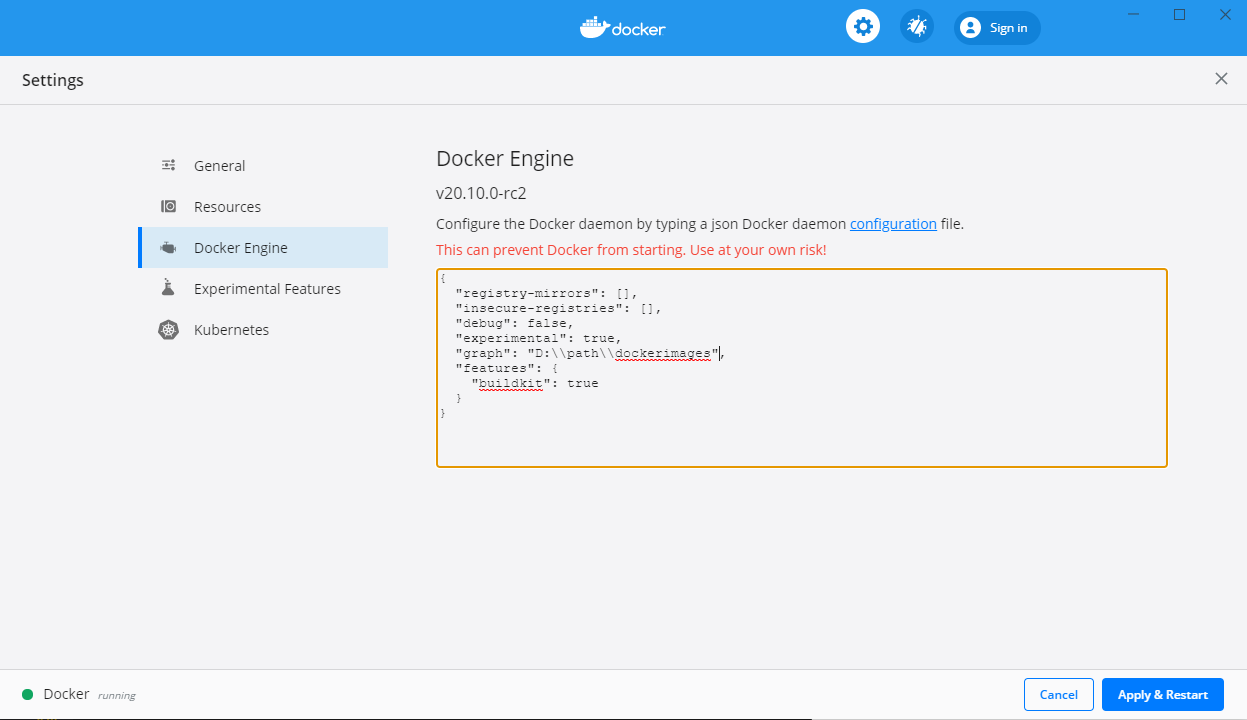 docker
Sign in
Settings
General
Resources
Docker Engine
Experimental Features
Kubernetes
Docker Engine
v20.10.0-rc2
Configure the Docker daemon by typing a json Docker daemon configuration file.
This can prevent Docker from starting. Use at your own risk!
{
  "registry-mirrors": [],
  "insecure-registries": [],
  "debug": false,
  "experimental": true,
  "graph": "D:\\path\\dockerimages",
  "features": {
    "buildkit": true
  }
}
Docker running
Cancel
Apply & Restart